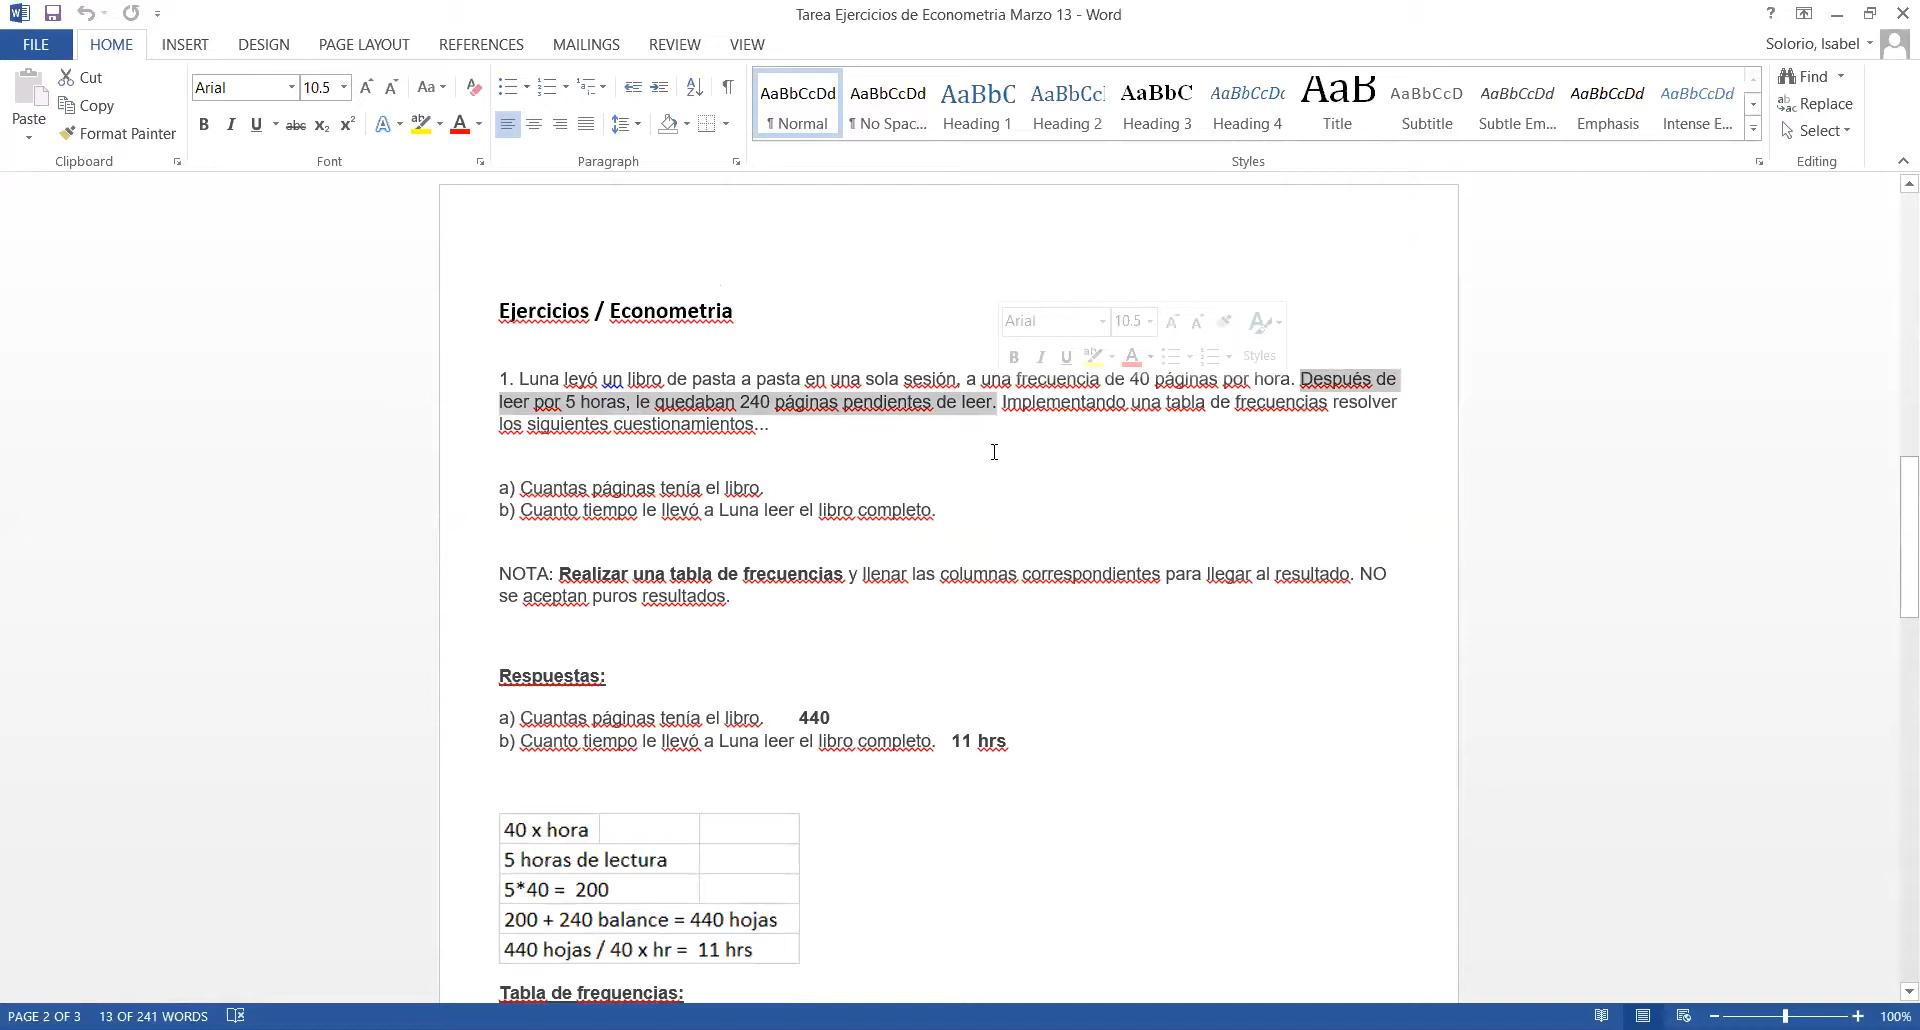 Tarea Ejercicios de Econometria Marzo 13 - Word
FILE HOME INSERT DESIGN PAGE LAYOUT REFERENCES MAILINGS REVIEW VIEW
Solorio, Isabel
Paste
Cut
Copy
Format Painter
Clipboard
Arial 10.5
Font
Paragraph
AaBbCcDd AaBbCcDd AaBbC AaBbCc AaBbC AaBbCcDc AaB AaBbCcD AaBbCcDd AaBbCcDd AaBbCcDd
¶ Normal ¶ No Spac... Heading 1 Heading 2 Heading 3 Heading 4 Title Subtitle Subtle Em... Emphasis Intense E...
Styles
Find
Replace
Select
Editing
Ejercicios / Econometria
Arial 10.5
B I U Styles
1. Luna leyó un libro de pasta a pasta en una sola sesión, a una frecuencia de 40 páginas por hora. Después de
leer por 5 horas, le quedaban 240 páginas pendientes de leer. Implementando una tabla de frecuencias resolver
los siguientes cuestionamientos...
a) Cuantas páginas tenía el libro.
b) Cuanto tiempo le llevó a Luna leer el libro completo.
NOTA: Realizar una tabla de frecuencias y llenar las columnas correspondientes para llegar al resultado. NO
se aceptan puros resultados.
Respuestas:
a) Cuantas páginas tenía el libro. 440
b) Cuanto tiempo le llevó a Luna leer el libro completo. 11 hrs
40 x hora
5 horas de lectura
5*40 = 200
200 + 240 balance = 440 hojas
440 hojas / 40 x hr = 11 hrs
Tabla de frequencias:
PAGE 2 OF 3 13 OF 241 WORDS
100%